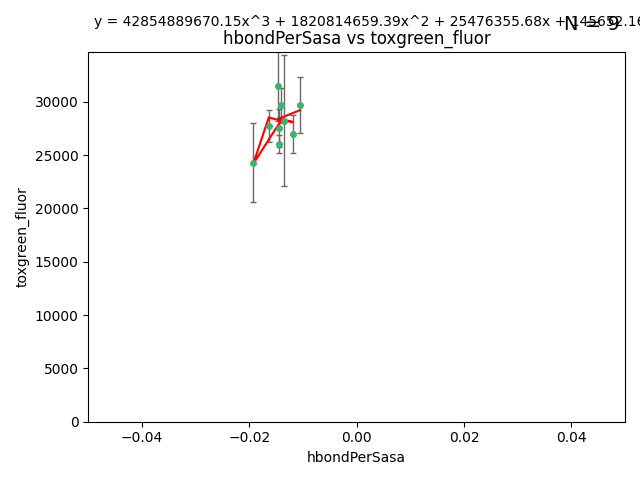 y = 42854889670.15x^3 + 1820814659.39x^2 + 25476355.68x +
N = 9
hbondPerSasa vs toxgreen_fluor
30000
25000
20000
15000
10000
5000
0
toxgreen_fluor
−0.04 −0.02 0.00 0.02 0.04
hbondPerSasa